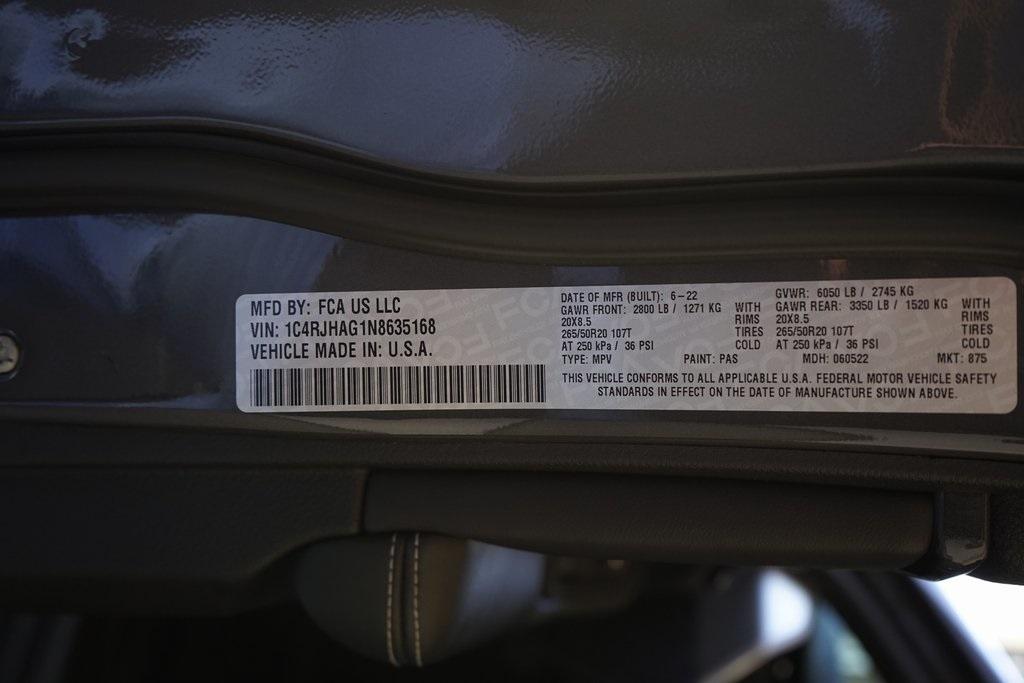 MFD BY: FCA US LLC
VIN: 1C4RJHAG1N8635168
VEHICLE MADE IN: U.S.A.
DATE OF MFR (BUILT): 6-22
GAWR FRONT: 2800 LB / 1271 KG WITH
20X8.5 RIMS
265/50R20 107T TIRES
AT 250 kPa / 36 PSI COLD
GVWR: 6050 LB / 2745 KG
GAWR REAR: 3350 LB / 1520 KG WITH
20X8.5 RIMS
265/50R20 107T TIRES
AT 250 kPa / 36 PSI COLD
TYPE: MPV PAINT: PAS MDH: 060522 MKT: 875
THIS VEHICLE CONFORMS TO ALL APPLICABLE U.S.A. FEDERAL MOTOR VEHICLE SAFETY
STANDARDS IN EFFECT ON THE DATE OF MANUFACTURE SHOWN ABOVE.